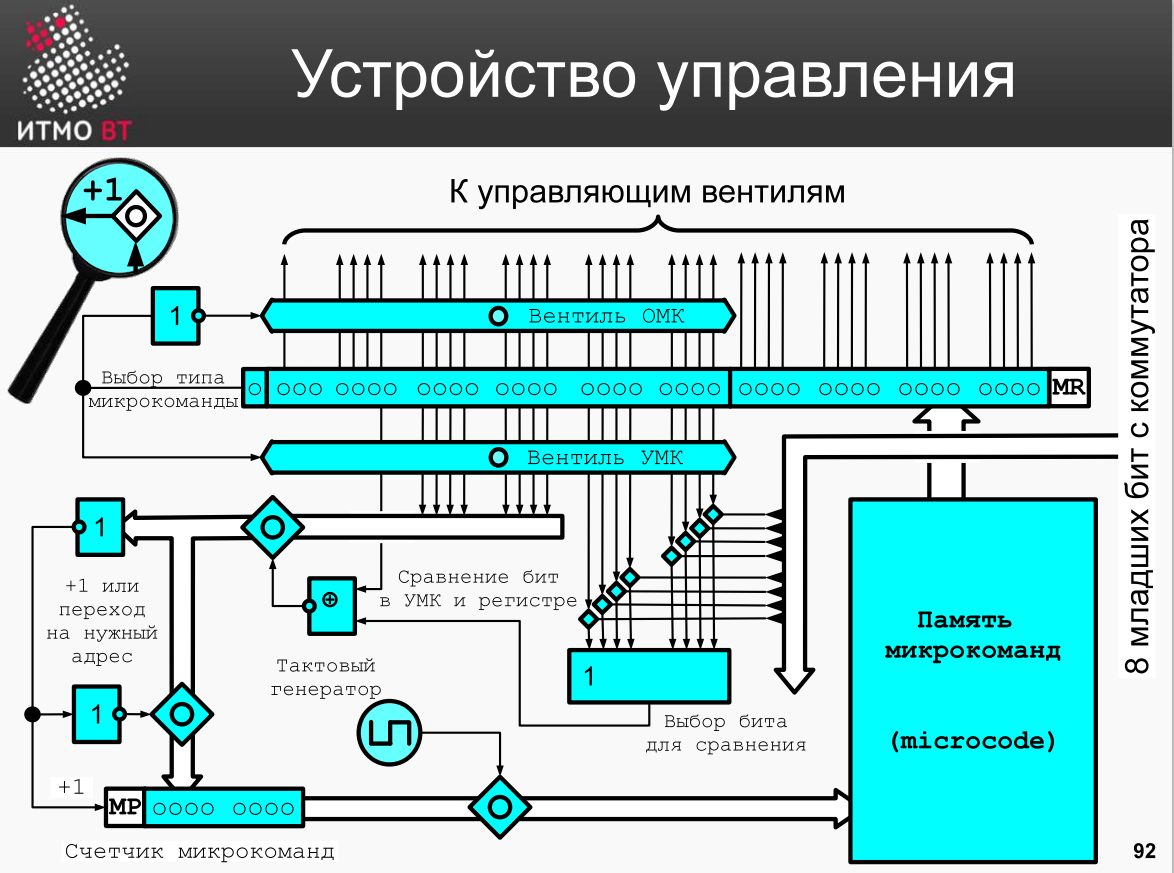 ИТМО ВТ
Устройство управления
+1
К управляющим вентилям
1
Вентиль ОМК
Выбор типа
микрокоманды
MR
Вентиль УМК
1
+1 или
переход
на нужный
адрес
⊕
Сравнение бит
в УМК и регистре
Тактовый
генератор
1
1
Выбор бита
для сравнения
+1
MP
Счетчик микрокоманд
Память
микрокоманд
(microcode)
8 младших бит с коммутатора
92